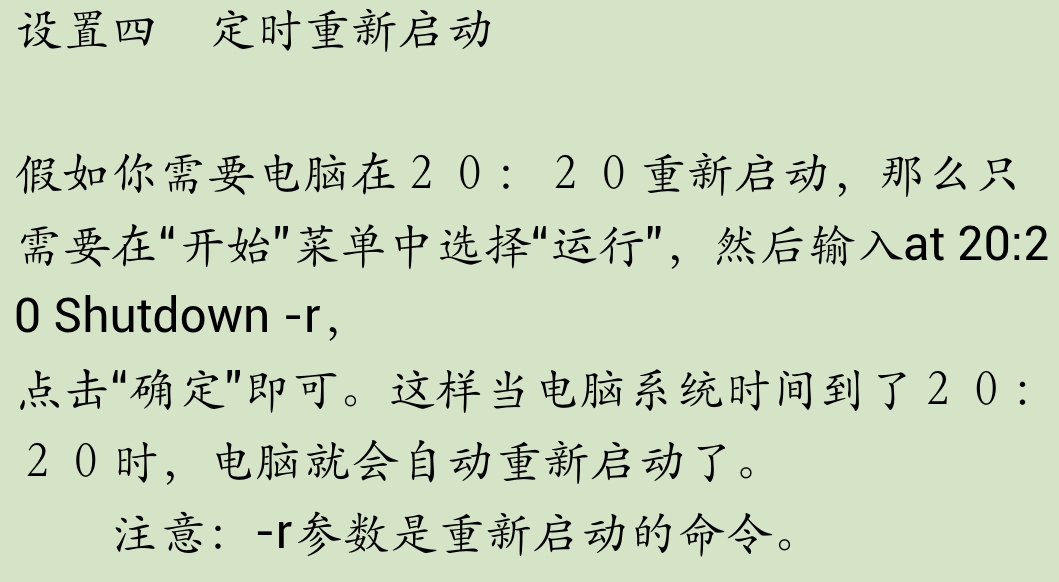 设置四　定时重新启动
假如你需要电脑在２０：２０重新启动，那么只
需要在“开始”菜单中选择“运行”，然后输入at 20:2
0 Shutdown -r，
点击“确定”即可。这样当电脑系统时间到了２０：
２０时，电脑就会自动重新启动了。
　　注意：-r参数是重新启动的命令。